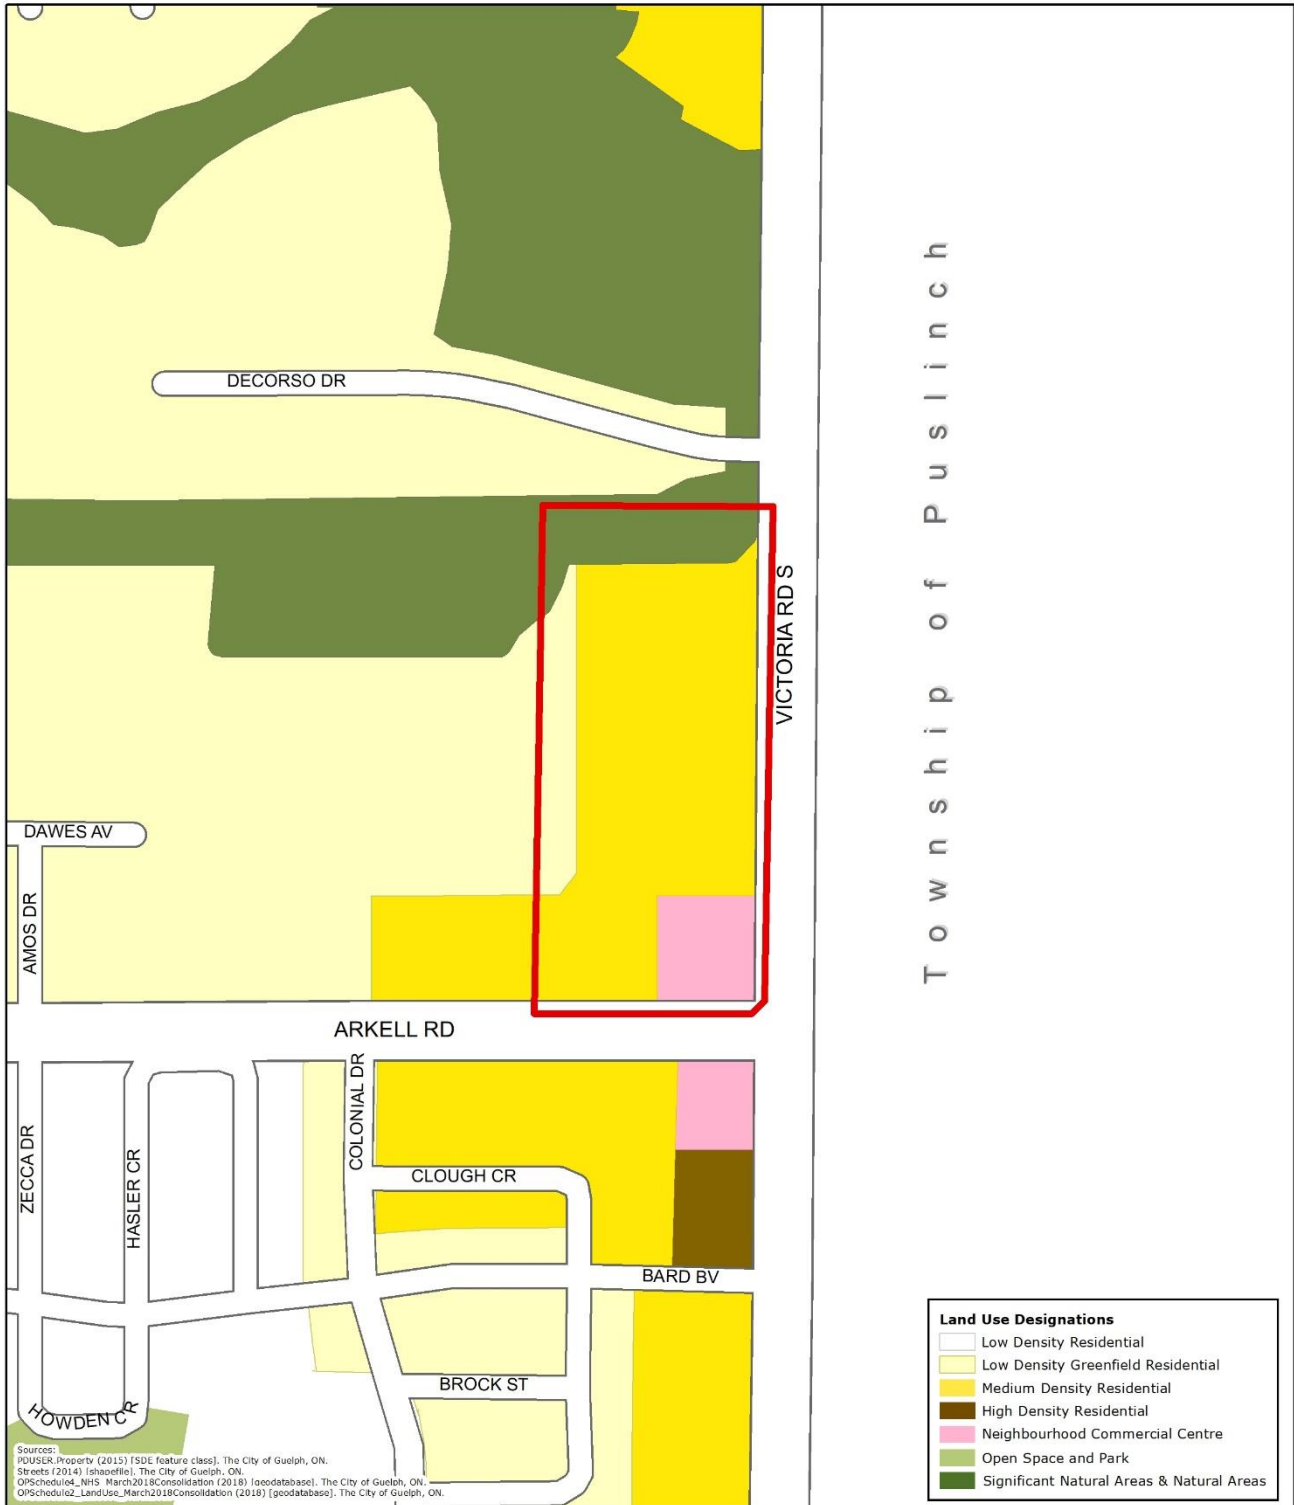 Township of Puslinch
DECORSO DR
VICTORIA RD S
DAWES AV
AMOS DR
ARKELL RD
COLONIAL DR
ZECCA DR
HASLER CR
CLOUGH CR
BARD BV
BROCK ST
HOWDEN CR
Land Use Designations
Low Density Residential
Low Density Greenfield Residential
Medium Density Residential
High Density Residential
Neighbourhood Commercial Centre
Open Space and Park
Significant Natural Areas & Natural Areas
Sources:
PDUSER.Property (2015) [SDE feature class]. The City of Guelph, ON.
Streets (2014) [shapefile]. The City of Guelph, ON.
OPSchedule4_NHS_March2018Consolidation (2018) [geodatabase]. The City of Guelph, ON.
OPSchedule2_LandUse_March2018Consolidation (2018) [geodatabase]. The City of Guelph, ON.